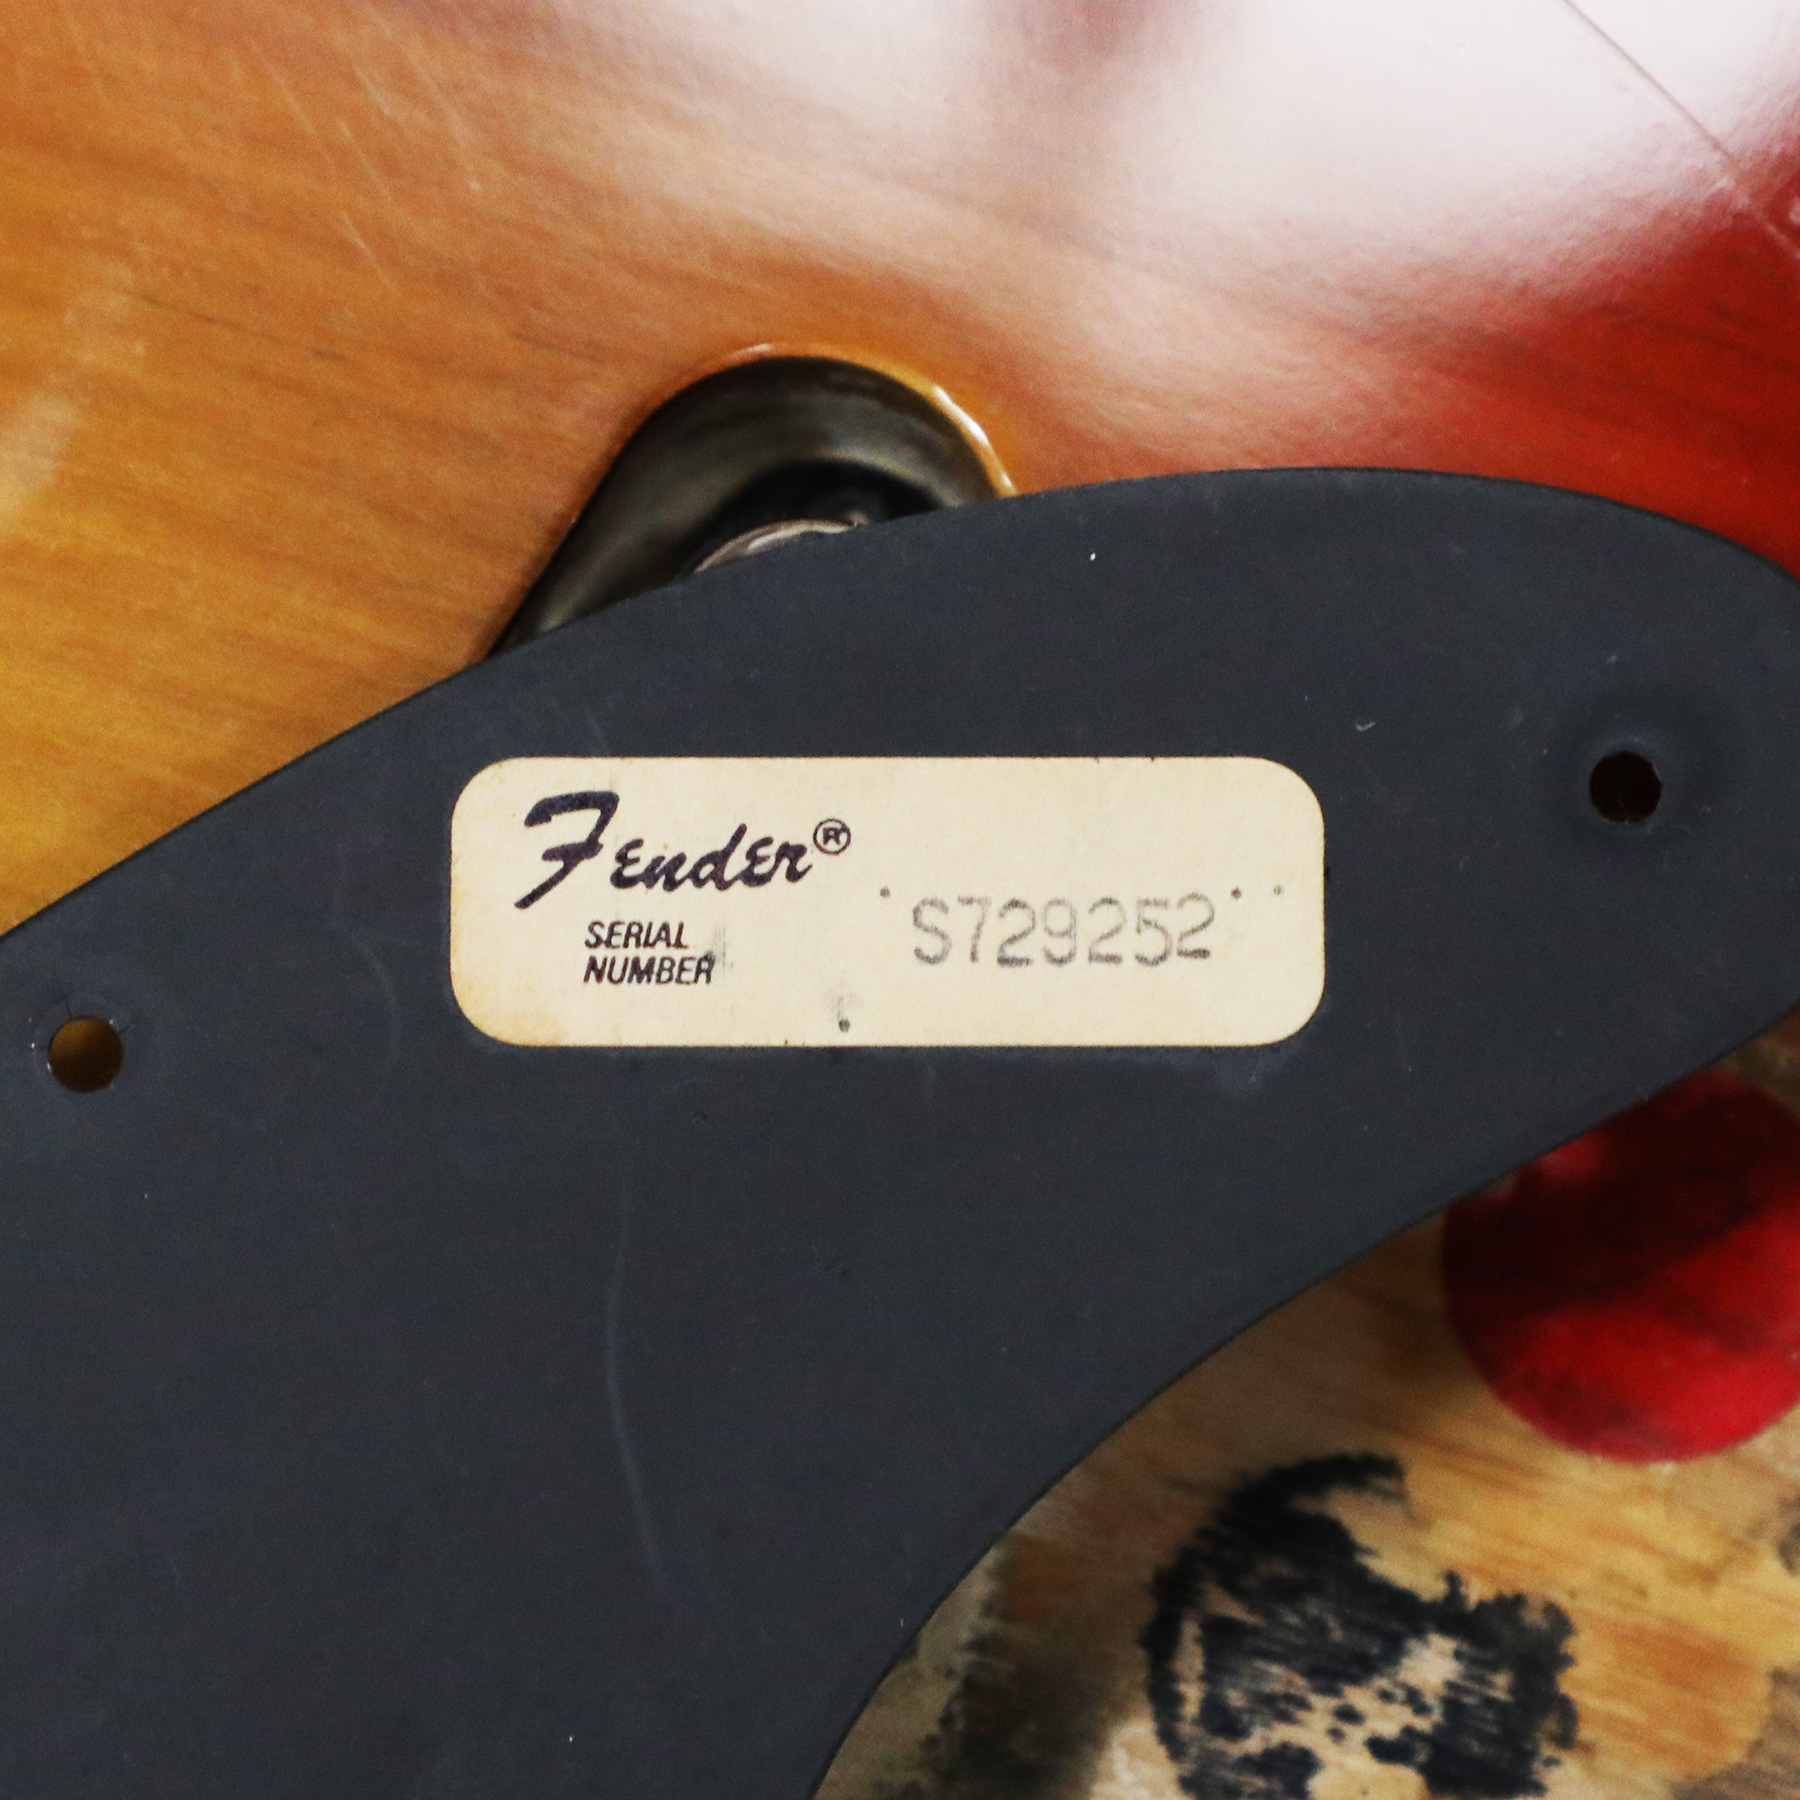 Fender®
SERIAL
NUMBER
S729252